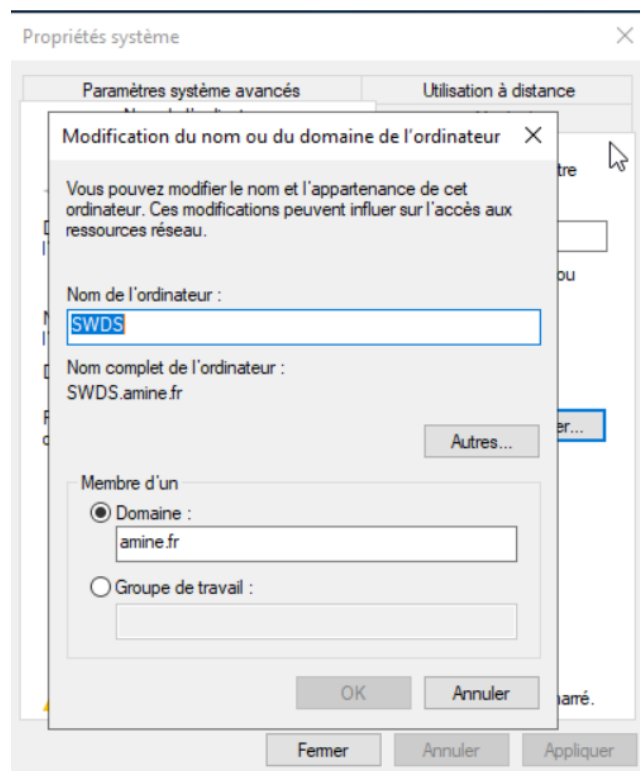 Propriétés système
Paramètres système avancés
Utilisation à distance
Modification du nom ou du domaine de l'ordinateur
Vous pouvez modifier le nom et l'appartenance de cet
ordinateur. Ces modifications peuvent influer sur l'accès aux
ressources réseau.
Nom de l'ordinateur :
SWDS
Nom complet de l'ordinateur :
SWDS.amine.fr
Autres...
Membre d'un
Domaine :
amine.fr
Groupe de travail :
OK
Annuler
Fermer
Annuler
Appliquer